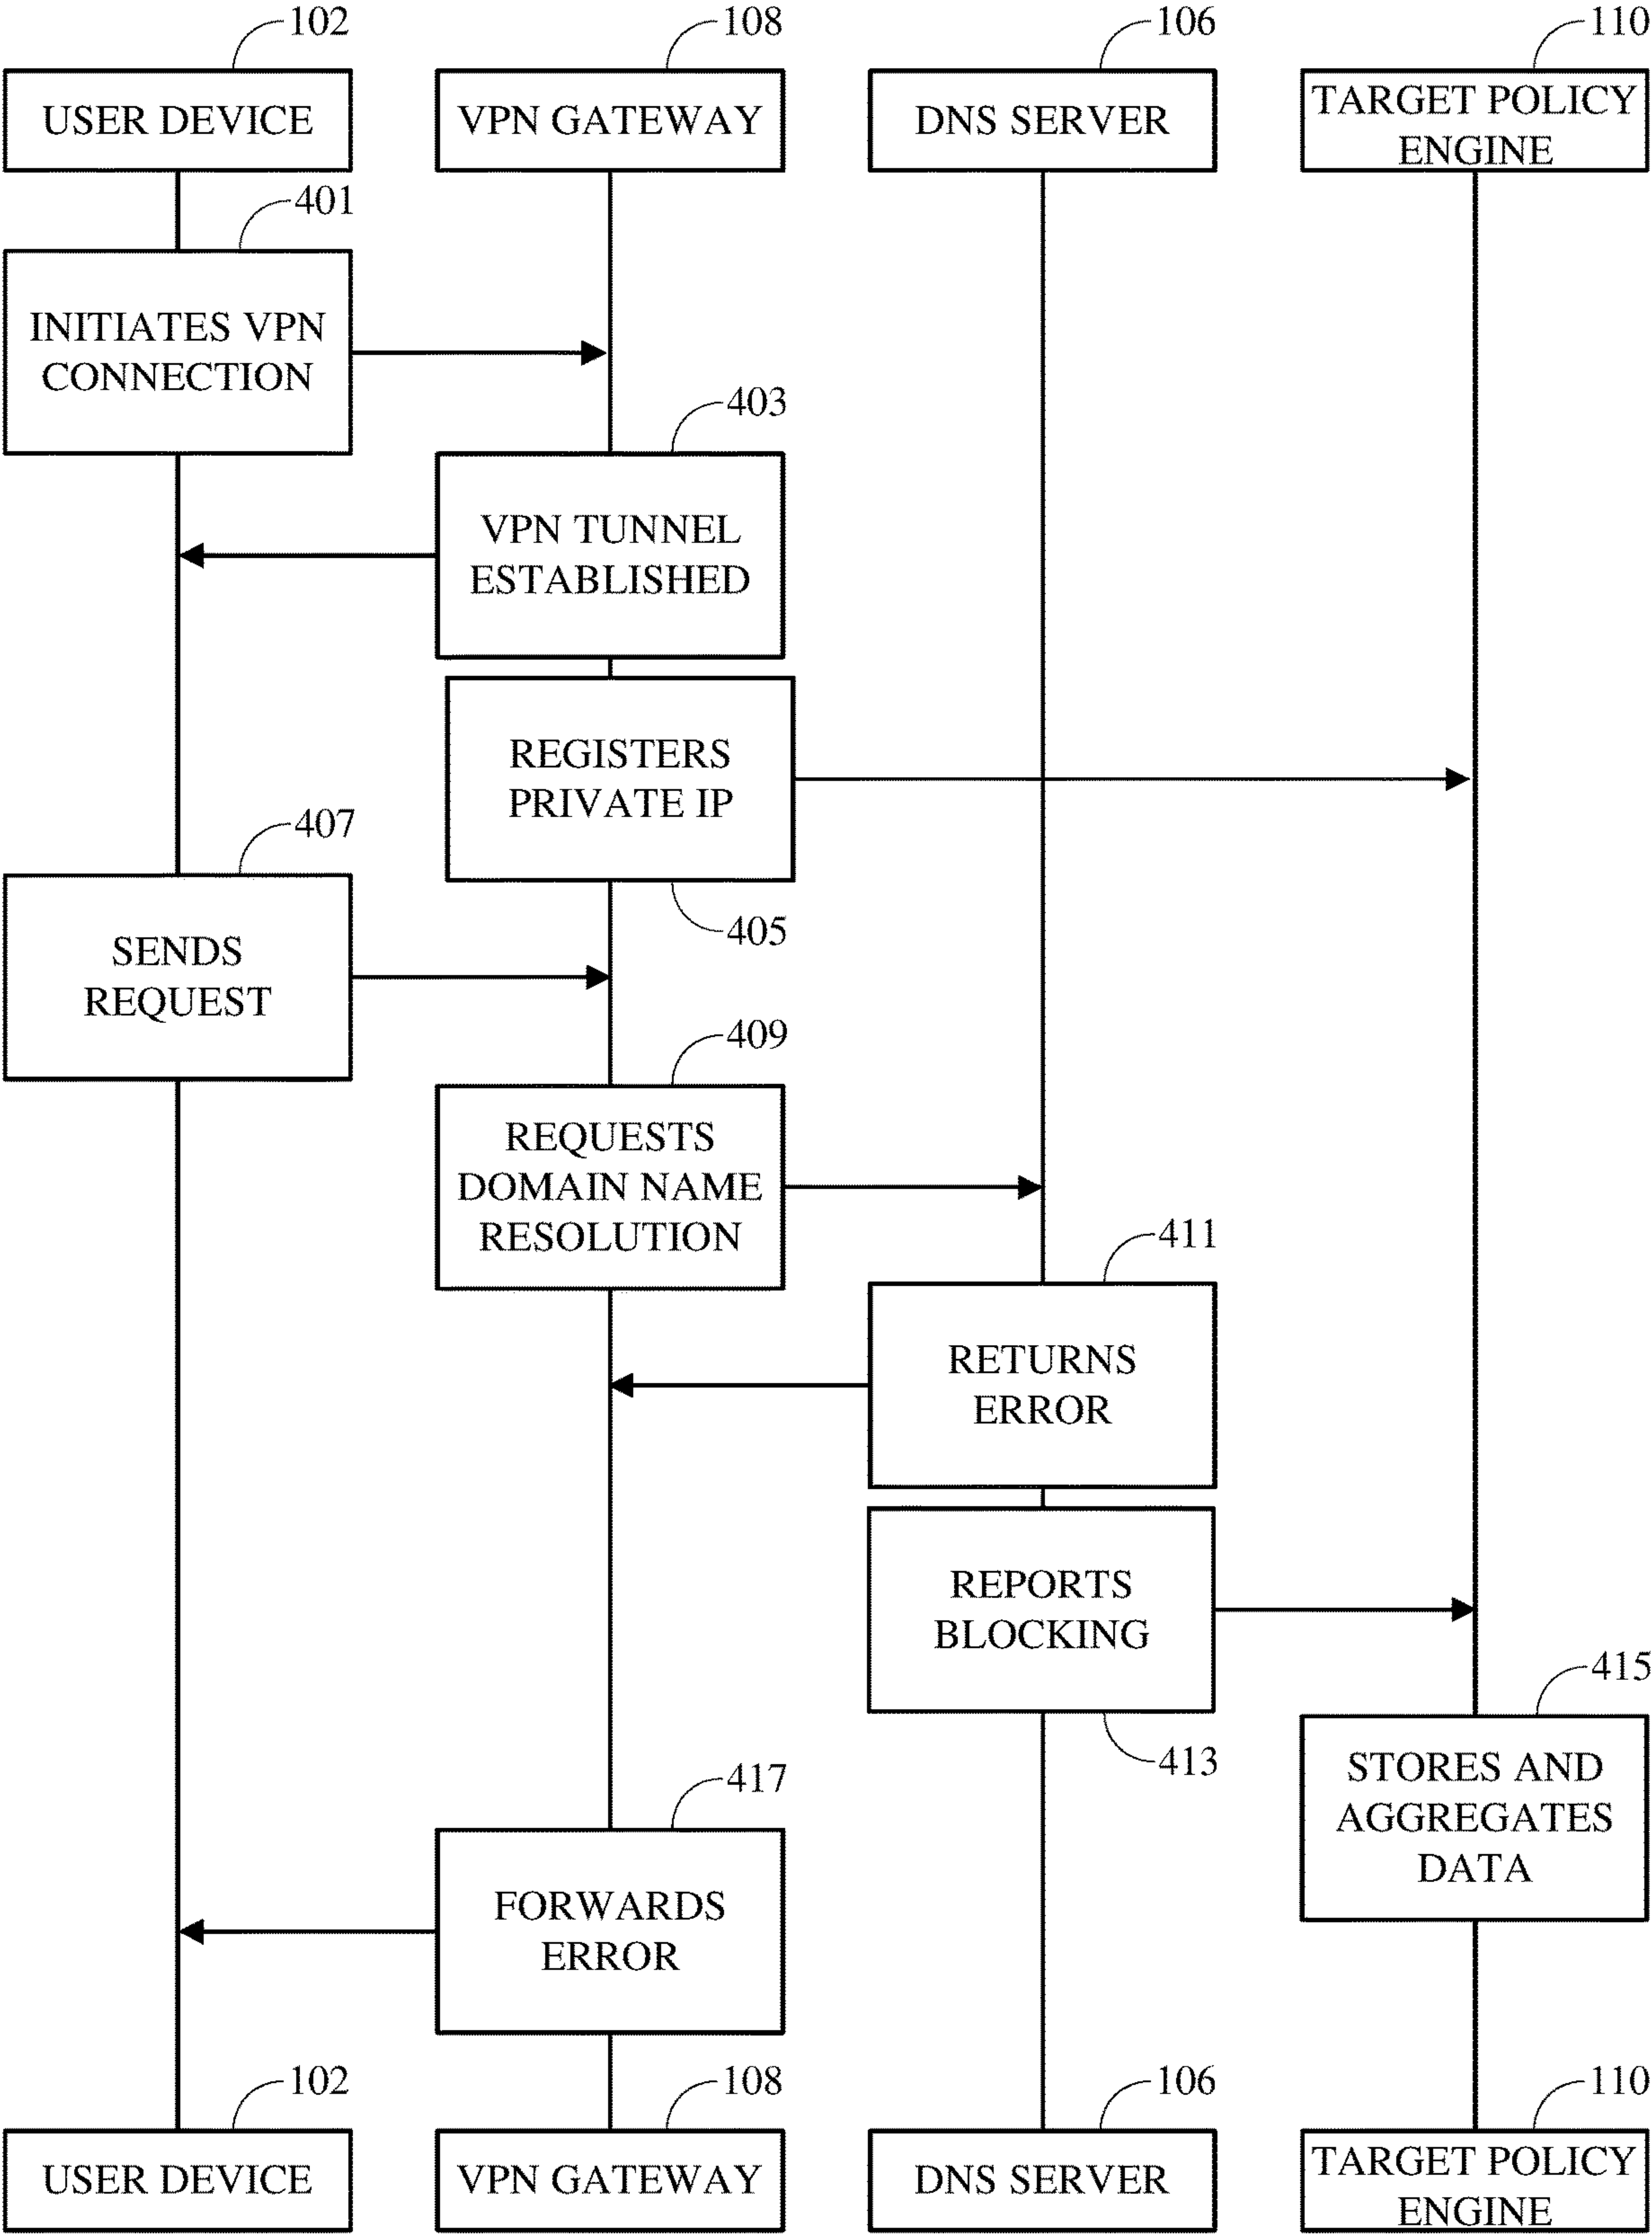 102
108
106
110
USER DEVICE
VPN GATEWAY
DNS SERVER
TARGET POLICY
ENGINE
401
INITIATES VPN
CONNECTION
403
VPN TUNNEL
ESTABLISHED
REGISTERS
PRIVATE IP
405
407
SENDS
REQUEST
409
REQUESTS
DOMAIN NAME
RESOLUTION
411
RETURNS
ERROR
REPORTS
BLOCKING
413
415
STORES AND
AGGREGATES
DATA
417
FORWARDS
ERROR
102
108
106
110
USER DEVICE
VPN GATEWAY
DNS SERVER
TARGET POLICY
ENGINE